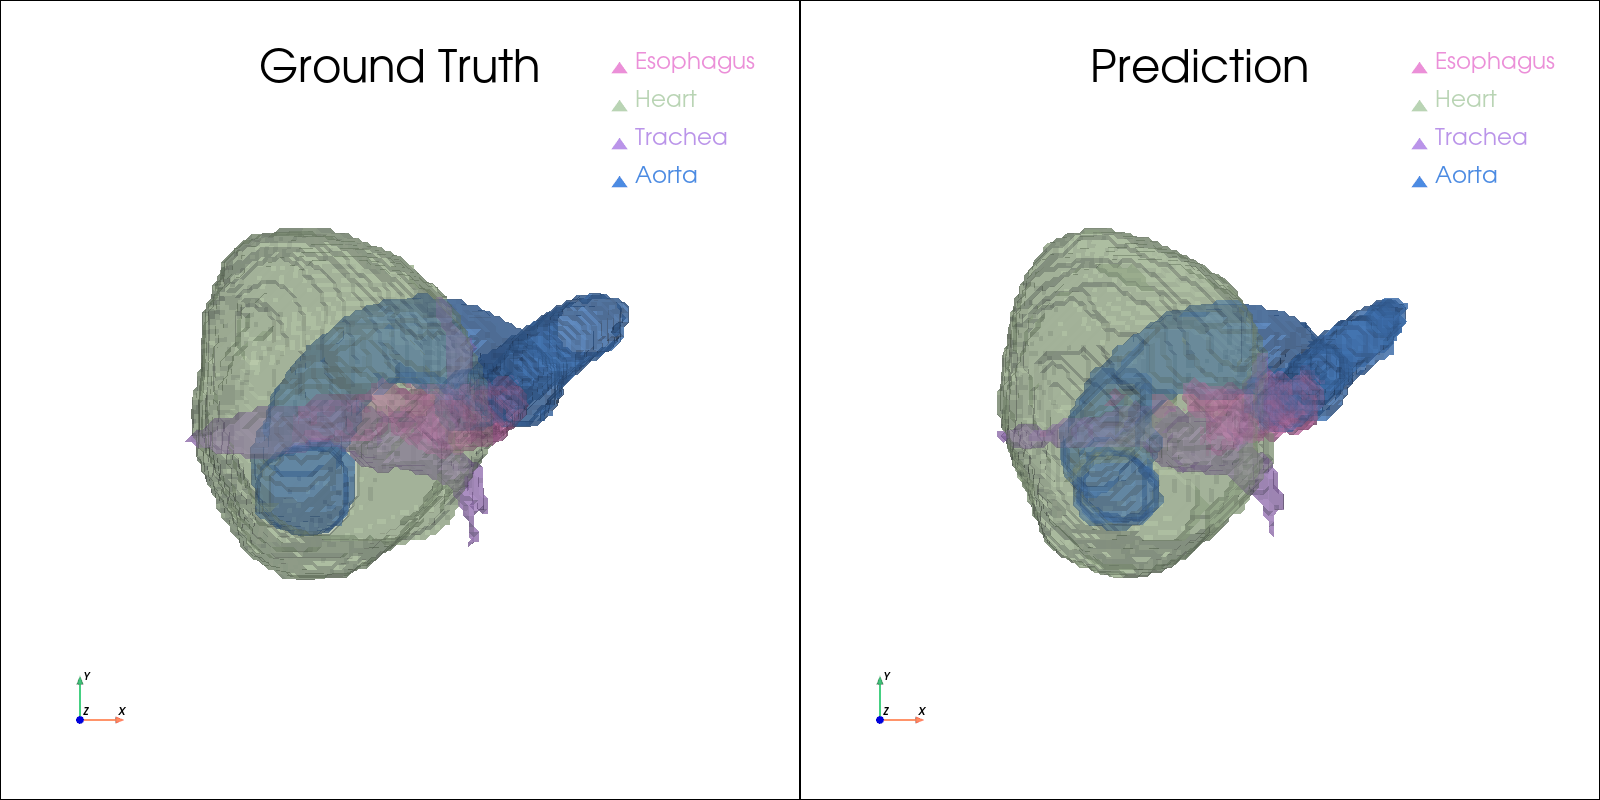 Ground Truth
Esophagus
Heart
Trachea
Aorta
Y
Z
X
Prediction
Esophagus
Heart
Trachea
Aorta
Y
Z
X